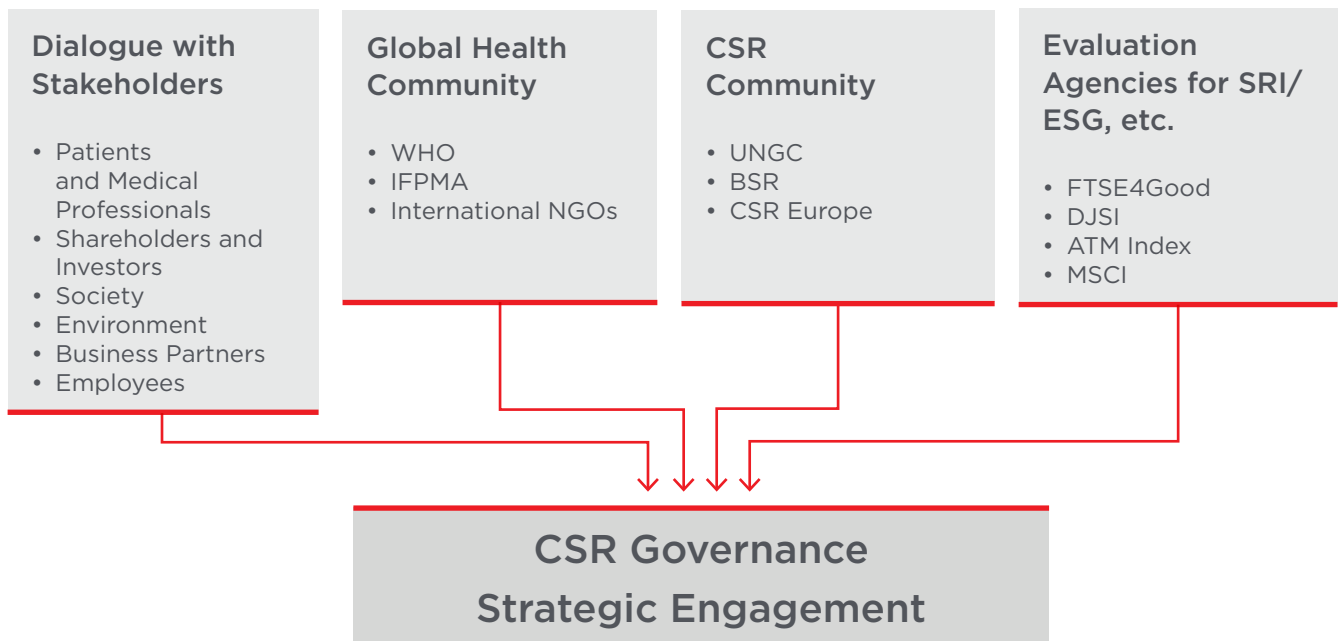 Dialogue with
Stakeholders
• Patients
and Medical
Professionals
• Shareholders and
Investors
• Society
• Environment
• Business Partners
• Employees
Global Health
Community
• WHO
• IFPMA
• International NGOs
CSR
Community
• UNGC
• BSR
• CSR Europe
Evaluation
Agencies for SRI/
ESG, etc.
• FTSE4Good
• DJSI
• ATM Index
• MSCI
CSR Governance
Strategic Engagement